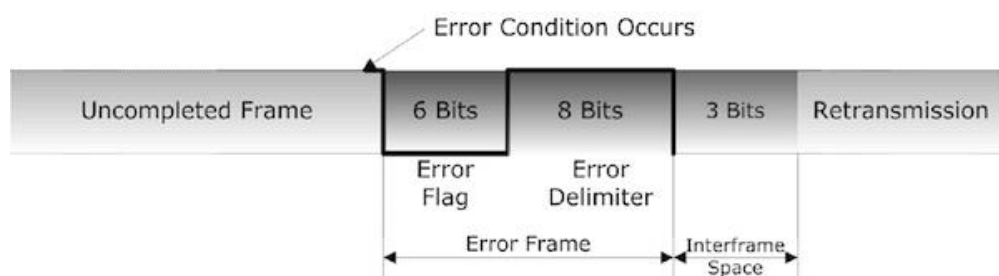 Error Condition Occurs
Uncompleted Frame
6 Bits
8 Bits
3 Bits
Retransmission
Error
Flag
Error
Delimiter
Error Frame
Interframe
Space